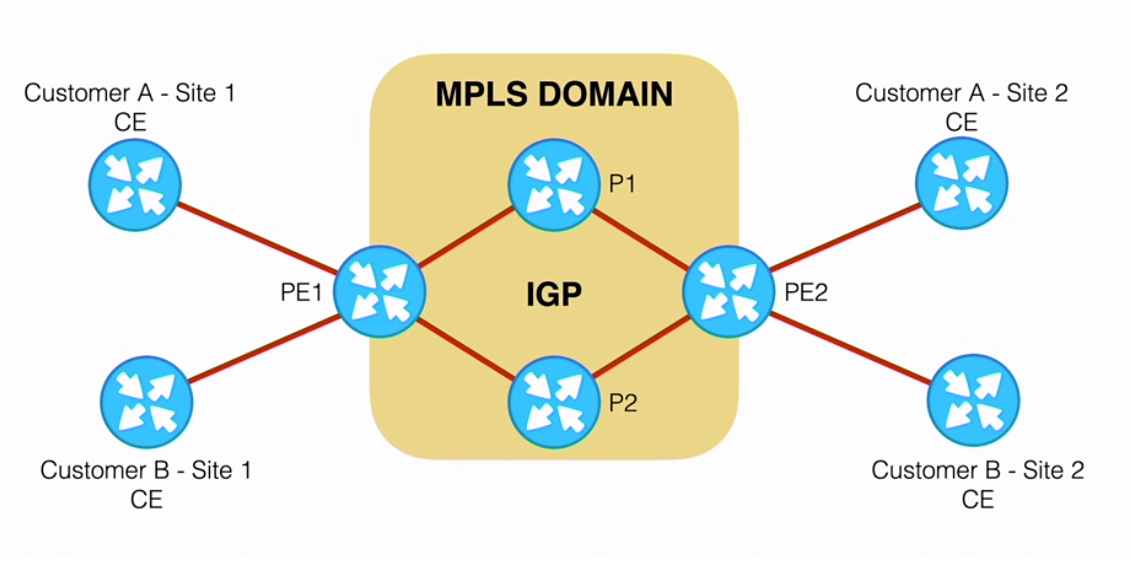 MPLS DOMAIN
Customer A - Site 1
CE
Customer A - Site 2
CE
P1
PE1
IGP
PE2
P2
Customer B - Site 1
CE
Customer B - Site 2
CE